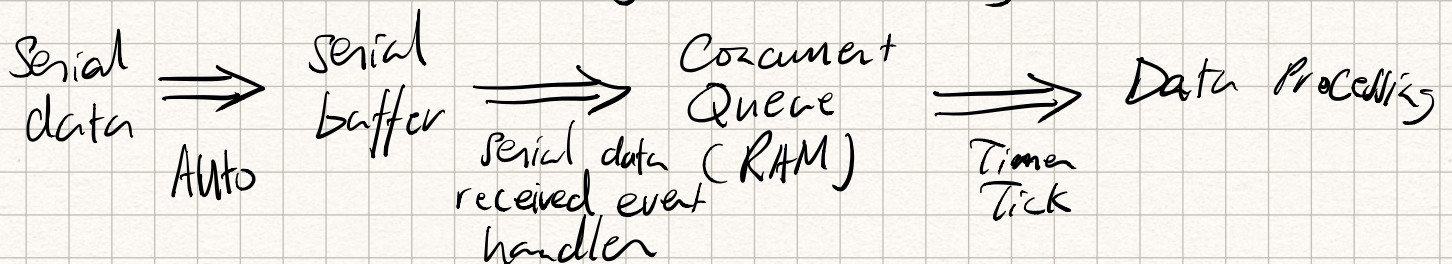 Serial
data
Auto
Serial
buffer
Serial data
received event
handler
Concurrent
Queue
(RAM)
Timer
Tick
Data Processing